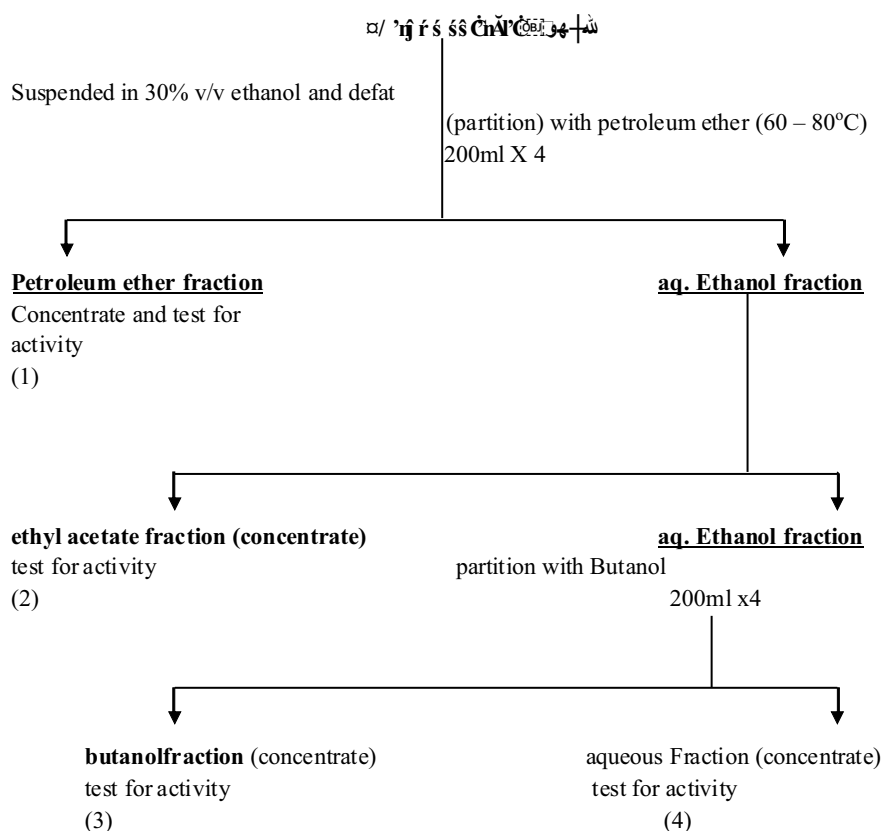 Suspended in 30% v/v ethanol and defat
(partition) with petroleum ether (60 – 80°C)
200ml X 4
Petroleum ether fraction
Concentrate and test for
activity
(1)
aq. Ethanol fraction
ethyl acetate fraction (concentrate)
test for activity
(2)
aq. Ethanol fraction
partition with Butanol
200ml x4
butanolfraction (concentrate)
test for activity
(3)
aqueous Fraction (concentrate)
test for activity
(4)